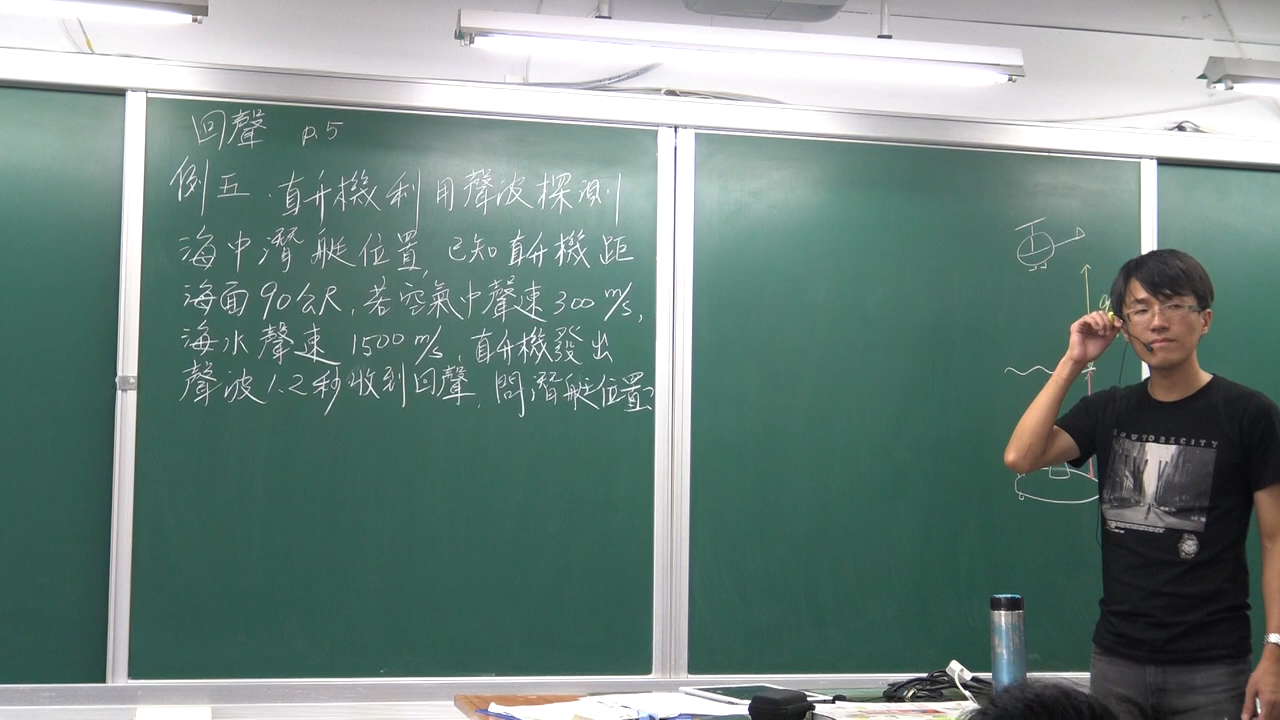 回聲 p.5
例五.直升機利用聲波探測
海中潛艇位置,已知直升機距
海面90公尺,若空氣中聲速300 m/s,
海水聲速 1500 m/s,直升機發出
聲波1.2秒收到回聲,問潛艇位置?
NEW YORK CITY